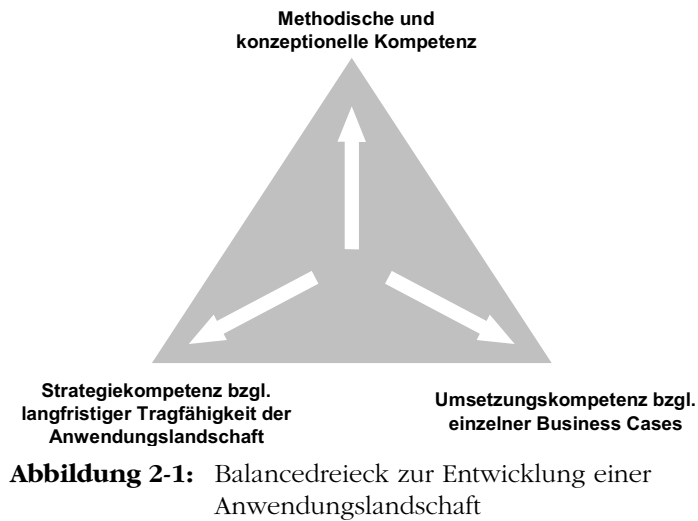 Methodische und
konzeptionelle Kompetenz
Strategiekompetenz bzgl.
langfristiger Tragfähigkeit der
Anwendungslandschaft
Umsetzungskompetenz bzgl.
einzelner Business Cases
Abbildung 2-1: Balancedreieck zur Entwicklung einer
Anwendungslandschaft